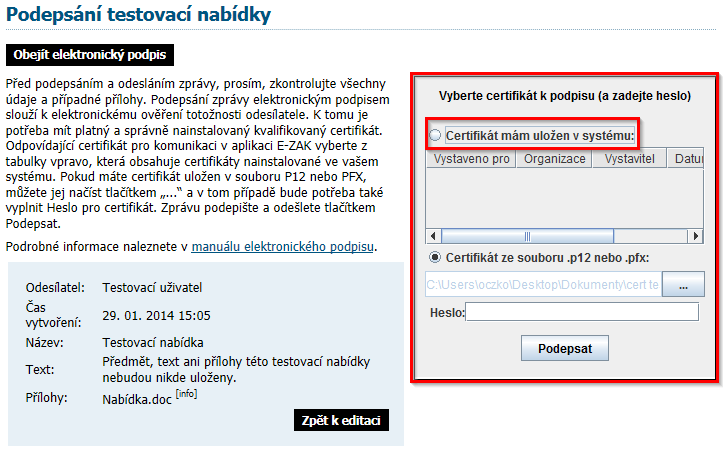 Podepsání testovací nabídky
Obejít elektronický podpis
Před podepsáním a odesláním zprávy, prosím, zkontrolujte všechny
údaje a případné přílohy. Podepsání zprávy elektronickým podpisem
slouží k elektronickému ověření totožnosti odesílatele. K tomu je
potřeba mít platný a správně nainstalovaný kvalifikovaný certifikát.
Odpovídající certifikát pro komunikaci v aplikaci E-ZAK vyberte z
tabulky vpravo, která obsahuje certifikáty nainstalované ve vašem
systému. Pokud máte certifikát uložen v souboru P12 nebo PFX,
můžete jej načíst tlačítkem „...“ a v tom případě bude potřeba také
vyplnit Heslo pro certifikát. Zprávu podepište a odešlete tlačítkem
Podepsat.
Podrobné informace naleznete v manuálu elektronického podpisu.
Odesílatel: Testovací uživatel
Čas
vytvoření: 29. 01. 2014 15:05
Název: Testovací nabídka
Text: Předmět, text ani přílohy této testovací nabídky
nebudou nikde uloženy.
Přílohy: Nabídka.doc [info]
Zpět k editaci
Vyberte certifikát k podpisu (a zadejte heslo)
Certifikát mám uložen v systému:
Vystaveno pro Organizace Vystavitel Datu
Certifikát ze souboru .p12 nebo .pfx:
C:\Users\oczko\Desktop\Dokumenty\cert te ...
Heslo:
Podepsat